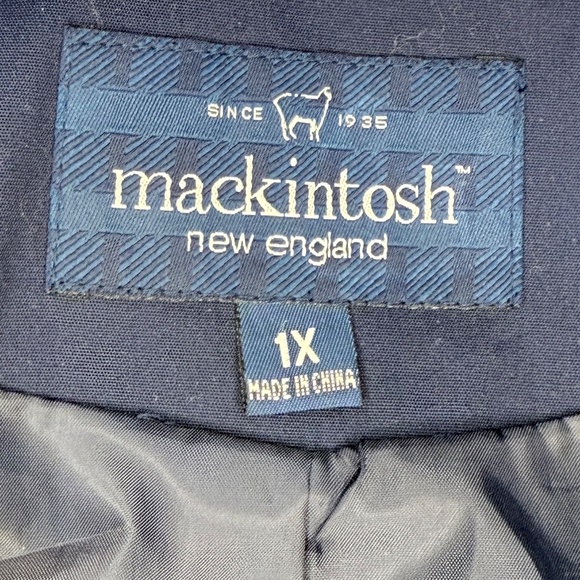 SINCE 1935
mackintosh™
new england
1X
MADE IN CHINA